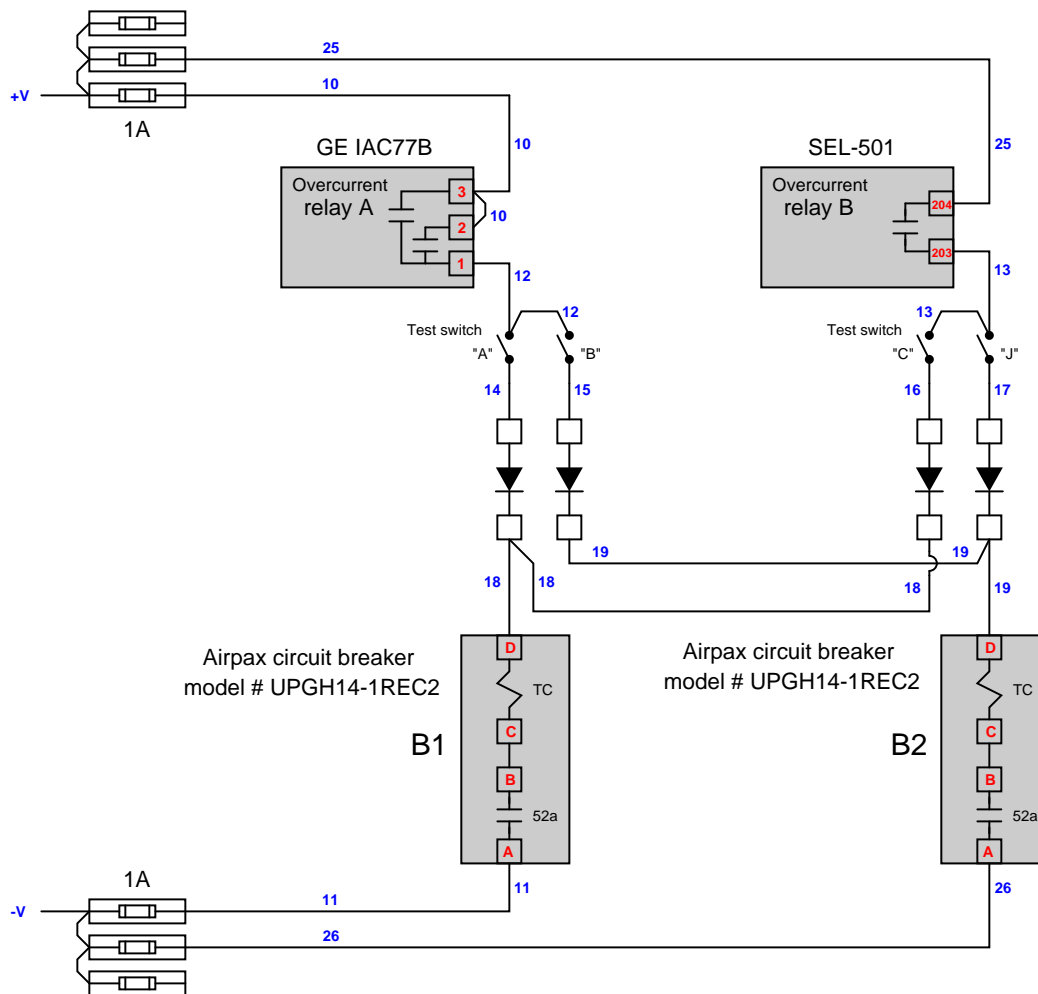 25
+V
10
1A
10
25
GE IAC77B
SEL-501
Overcurrent
relay A
3
10
2
1
Overcurrent
relay B
204
203
12
13
12
13
Test switch
"A"
"B"
Test switch
"C"
"J"
14
15
16
17
19
19
18
18
18
19
Airpax circuit breaker
model # UPGH14-1REC2
Airpax circuit breaker
model # UPGH14-1REC2
D
TC
C
B1
B
52a
A
D
TC
C
B2
B
52a
A
1A
11
26
-V
11
26